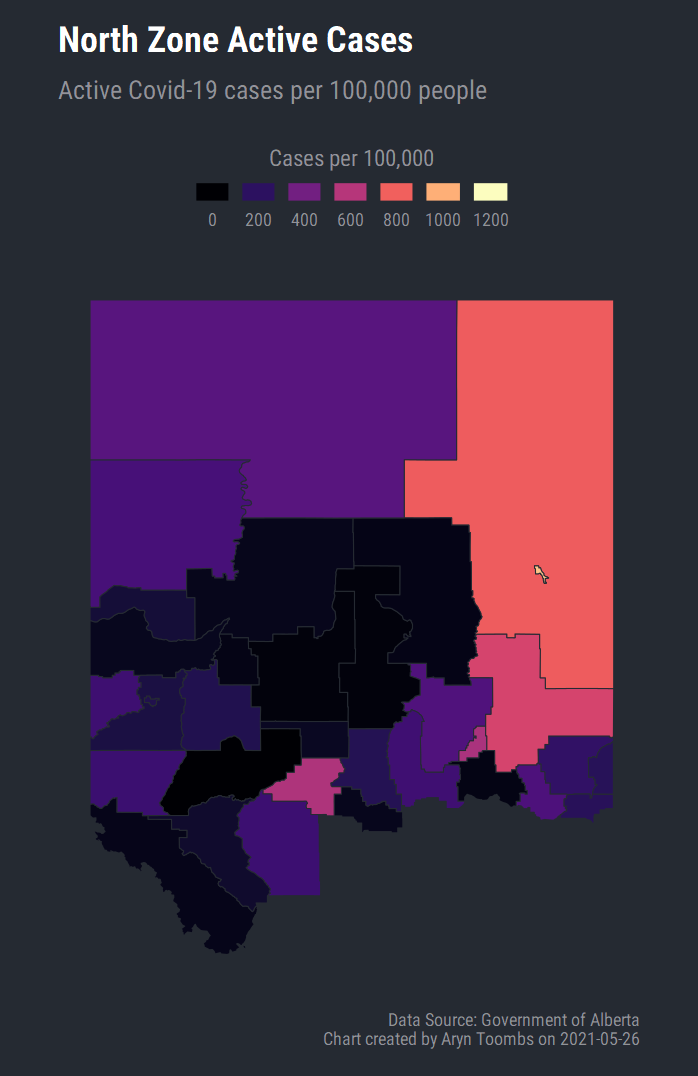 North Zone Active Cases
Active Covid-19 cases per 100,000 people
Cases per 100,000
0 200 400 600 800 1000 1200
Data Source: Government of Alberta
Chart created by Aryn Toombs on 2021-05-26